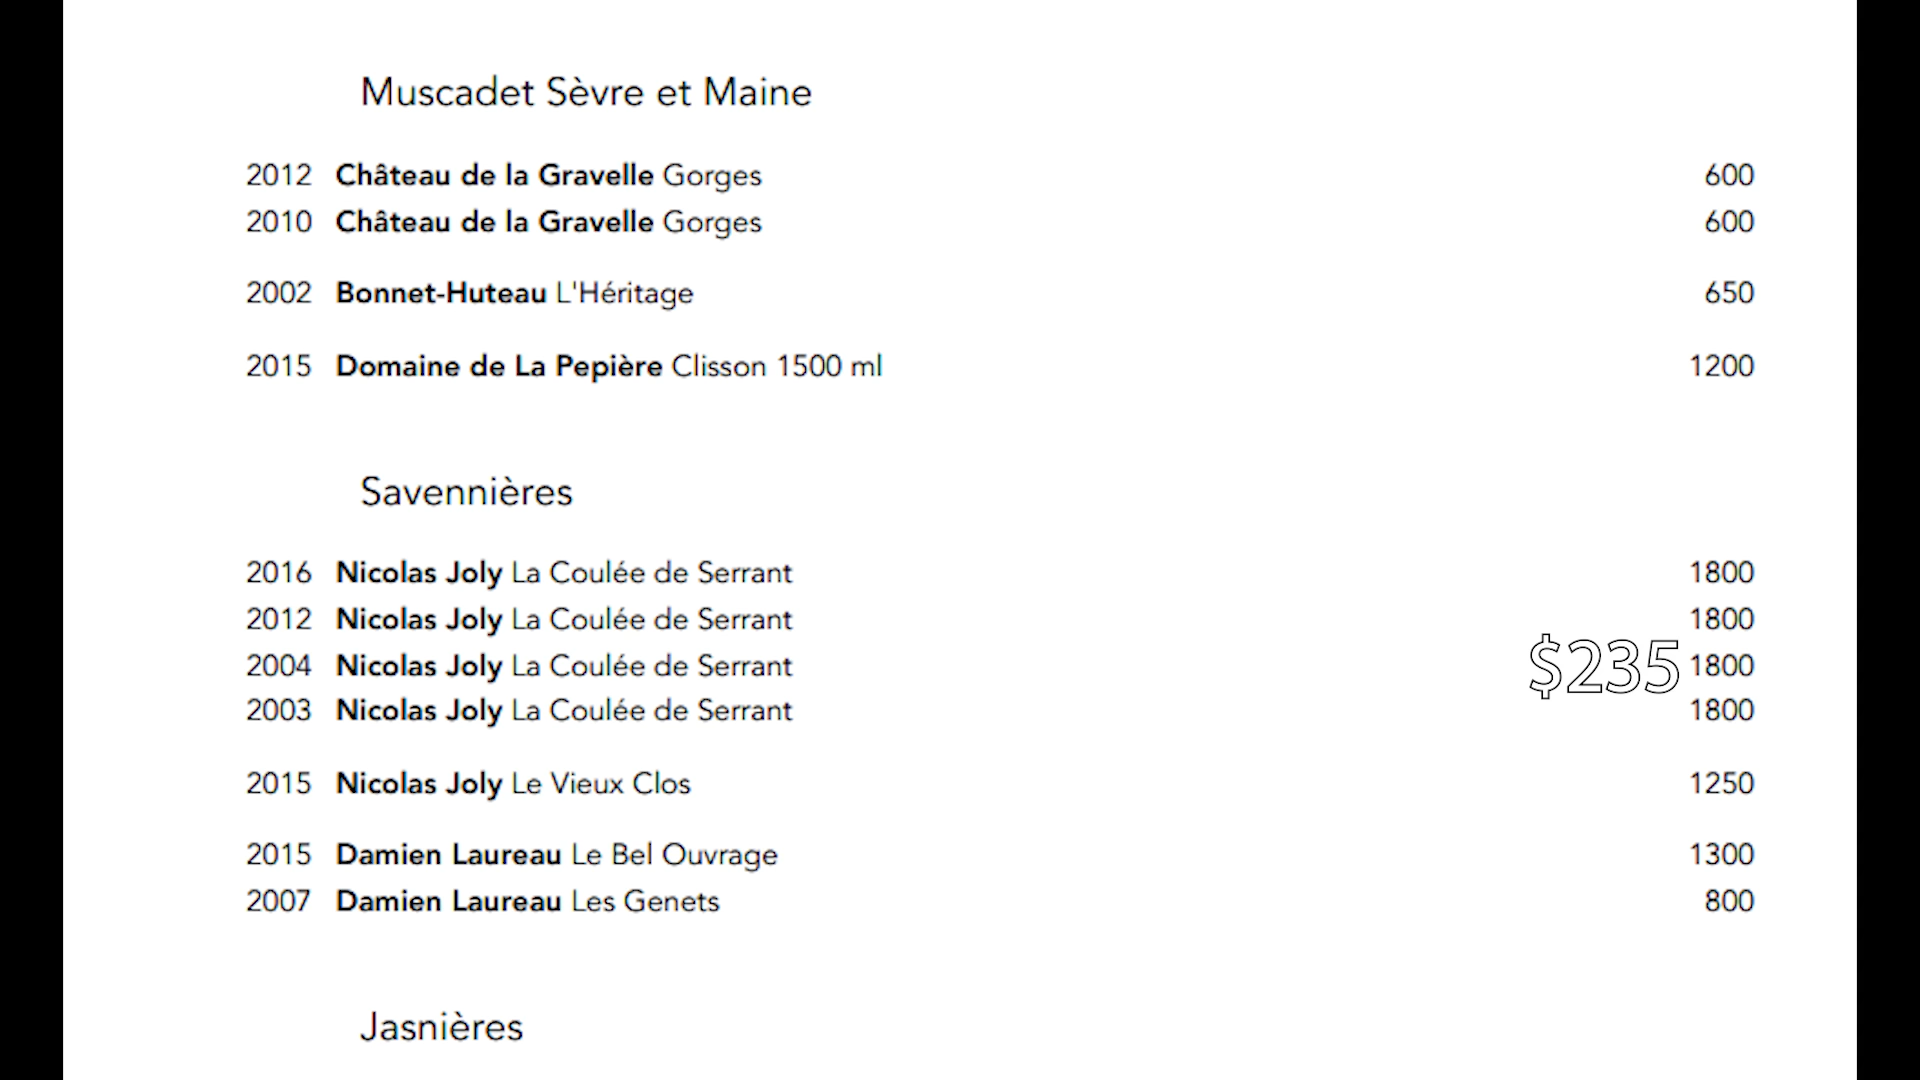 Muscadet Sèvre et Maine
2012 Château de la Gravelle Gorges 600
2010 Château de la Gravelle Gorges 600
2002 Bonnet-Huteau L'Héritage 650
2015 Domaine de La Pepière Clisson 1500 ml 1200
Savennières
2016 Nicolas Joly La Coulée de Serrant 1800
2012 Nicolas Joly La Coulée de Serrant 1800
2004 Nicolas Joly La Coulée de Serrant $235 1800
2003 Nicolas Joly La Coulée de Serrant 1800
2015 Nicolas Joly Le Vieux Clos 1250
2015 Damien Laureau Le Bel Ouvrage 1300
2007 Damien Laureau Les Genets 800
Jasnières